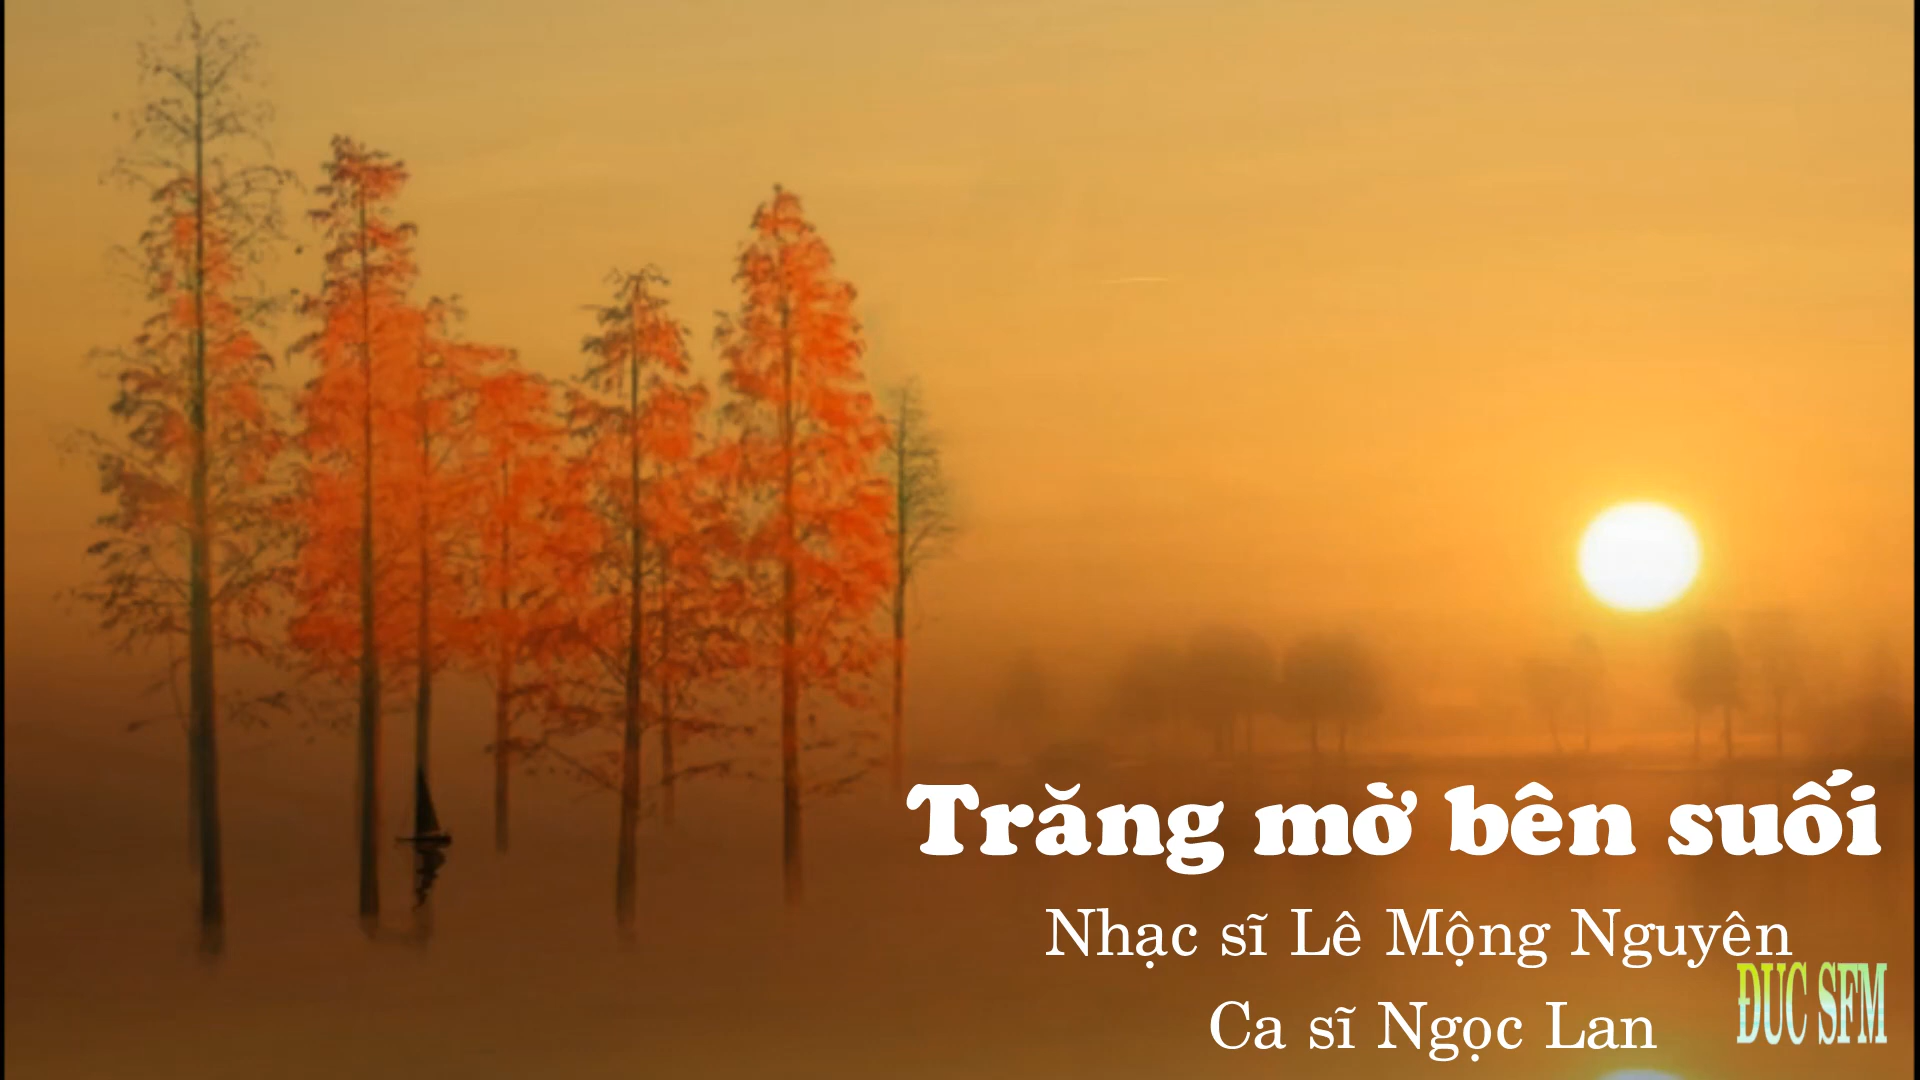 Trăng mờ bên suối
Nhạc sĩ Lê Mộng Nguyên
Ca sĩ Ngọc Lan
ĐUC SFM